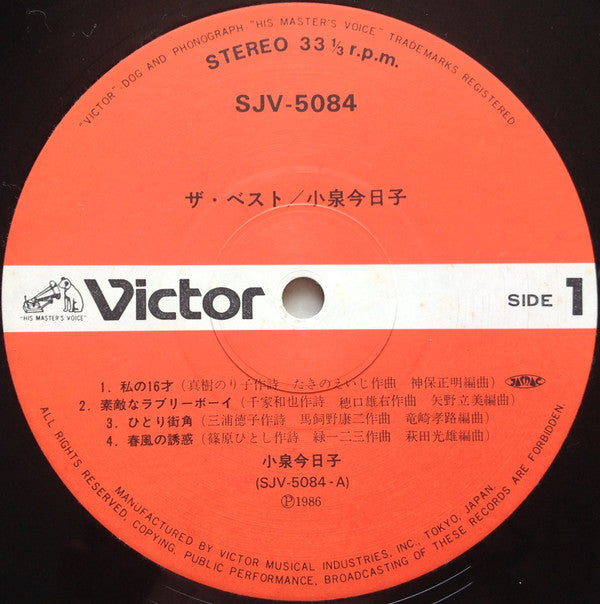 "VICTOR"-DOG AND PHONOGRAPH-"HIS MASTER'S VOICE" TRADEMARKS REGISTERED
STEREO 33⅓ r.p.m.
SJV-5084
ザ・ベスト/小泉今日子
"HIS MASTER'S VOICE"
Victor
SIDE 1
1. 私の16才(真樹のり子作詩 たきのえいじ作曲 神保正明編曲) JASRAC
2. 素敵なラブリーボーイ(千家和也作詩 穂口雄右作曲 矢野立美編曲)
3. ひとり街角(三浦徳子作詩 馬飼野康二作曲 竜崎孝路編曲)
4. 春風の誘惑(篠原ひとし作詩 緑一二三作曲 萩田光雄編曲)
小泉今日子
(SJV-5084-A)
Ⓟ1986
MANUFACTURED BY VICTOR MUSICAL INDUSTRIES, INC., TOKYO, JAPAN.
ALL RIGHTS RESERVED. COPYING, PUBLIC PERFORMANCE, BROADCASTING OF THESE RECORDS ARE FORBIDDEN.